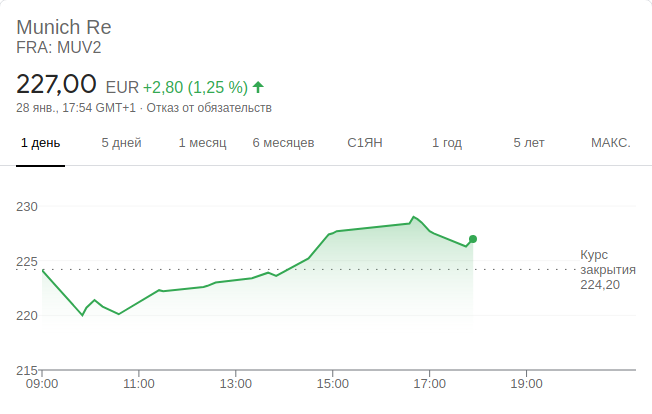 Munich Re
FRA: MUV2
227,00 EUR +2,80 (1,25 %)
28 янв., 17:54 GMT+1 · Отказ от обязательств
1 день 5 дней 1 месяц 6 месяцев С1ЯН 1 год 5 лет МАКС.
230
225
220
215
Курс
закрытия
224,20
09:00 11:00 13:00 15:00 17:00 19:00